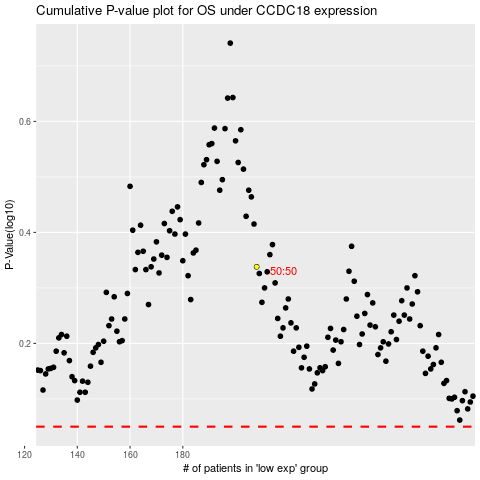 Cumulative P-value plot for OS under CCDC18 expression
P-Value(log10)
0.6
0.4
0.2
50:50
120 140 160 180
# of patients in 'low exp' group